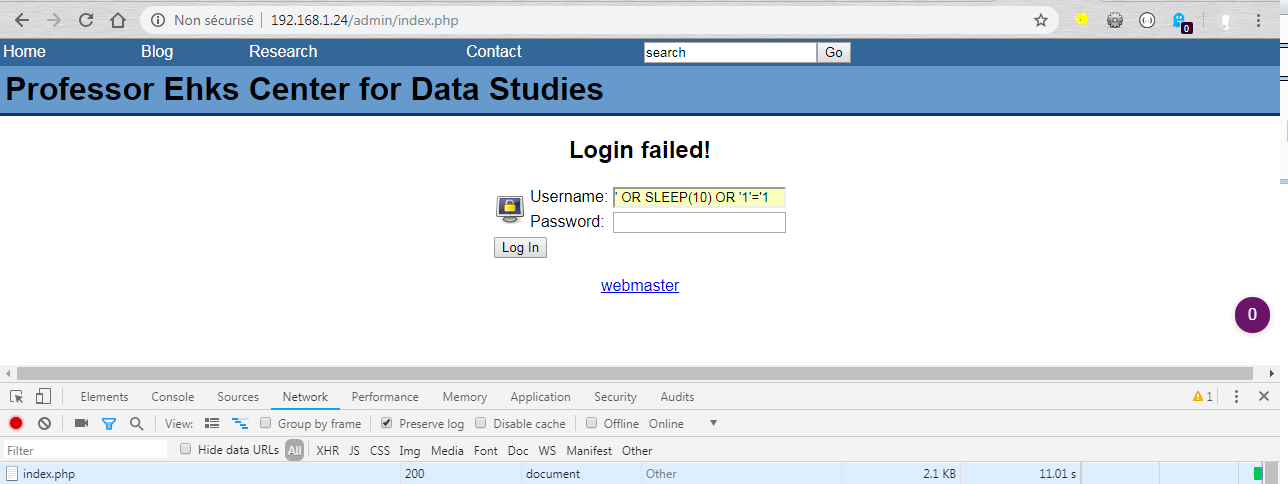 Non sécurisé | 192.168.1.24/admin/index.php
0
Home Blog Research Contact search Go
Professor Ehks Center for Data Studies
Login failed!
Username: ' OR SLEEP(10) OR '1'='1
Password:
Log In
webmaster
0
Elements Console Sources Network Performance Memory Application Security Audits 1
View: Group by frame Preserve log Disable cache Offline Online
Filter Hide data URLs All XHR JS CSS Img Media Font Doc WS Manifest Other
index.php 200 document Other 2.1 KB 11.01 s